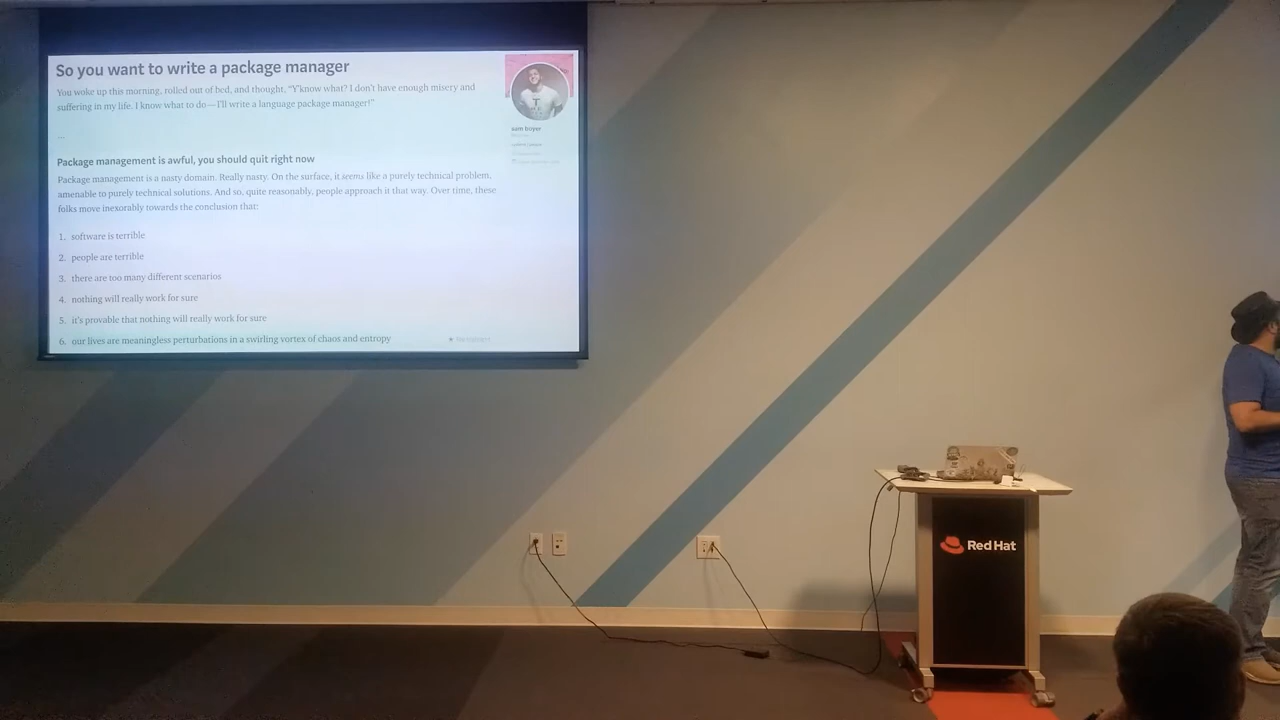 So you want to write a package manager
You woke up this morning, rolled out of bed, and thought, “Y’know what? I don’t have enough misery and
suffering in my life. I know what to do—I’ll write a language package manager!”
...
sam boyer
Package management is awful, you should quit right now
Package management is a nasty domain. Really nasty. On the surface, it seems like a purely technical problem,
amenable to purely technical solutions. And so, quite reasonably, people approach it that way. Over time, these
folks move inexorably towards the conclusion that:
1. software is terrible
2. people are terrible
3. there are too many different scenarios
4. nothing will really work for sure
5. it’s provable that nothing will really work for sure
6. our lives are meaningless perturbations in a swirling vortex of chaos and entropy
Red Hat